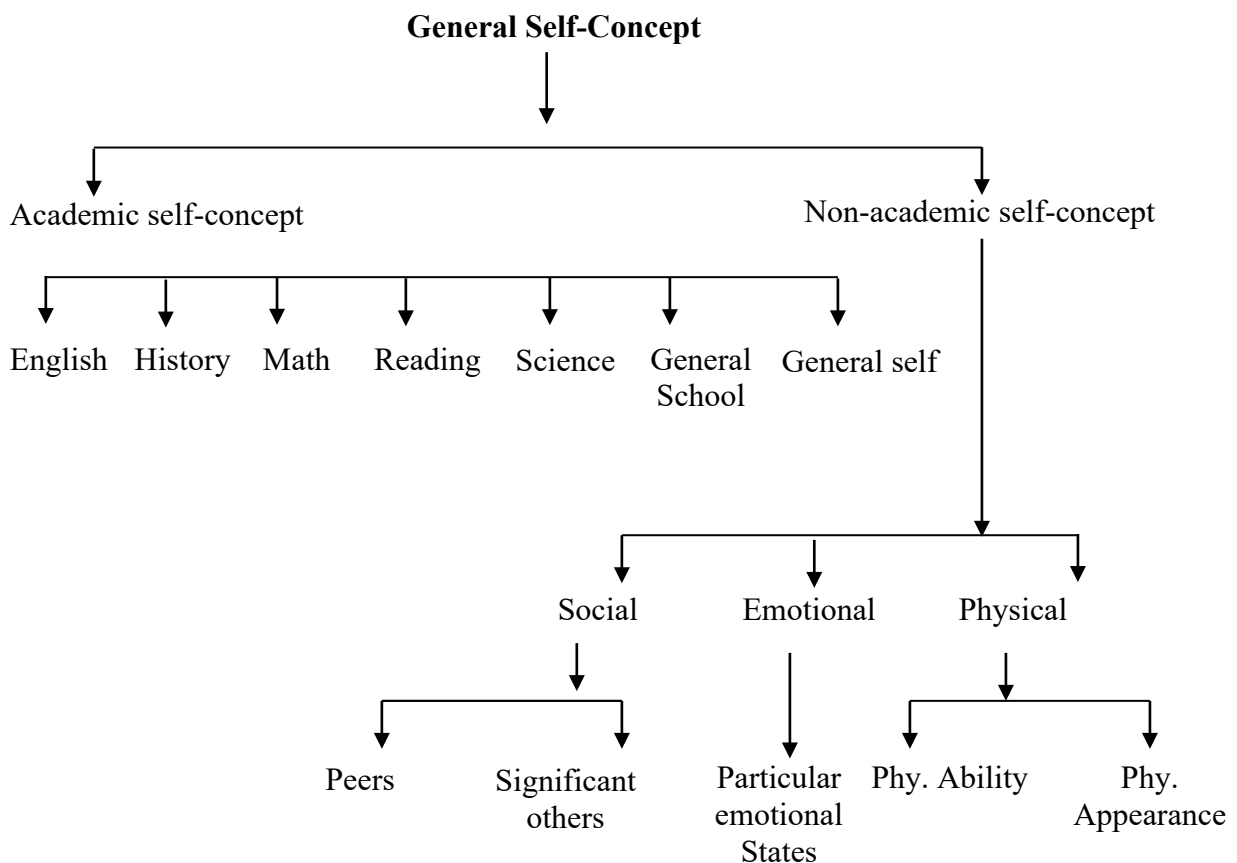 General Self-Concept
Academic self-concept
Non-academic self-concept
English
History
Math
Reading
Science
General
School
General self
Social
Emotional
Physical
Peers
Significant
others
Particular
emotional
States
Phy. Ability
Phy.
Appearance